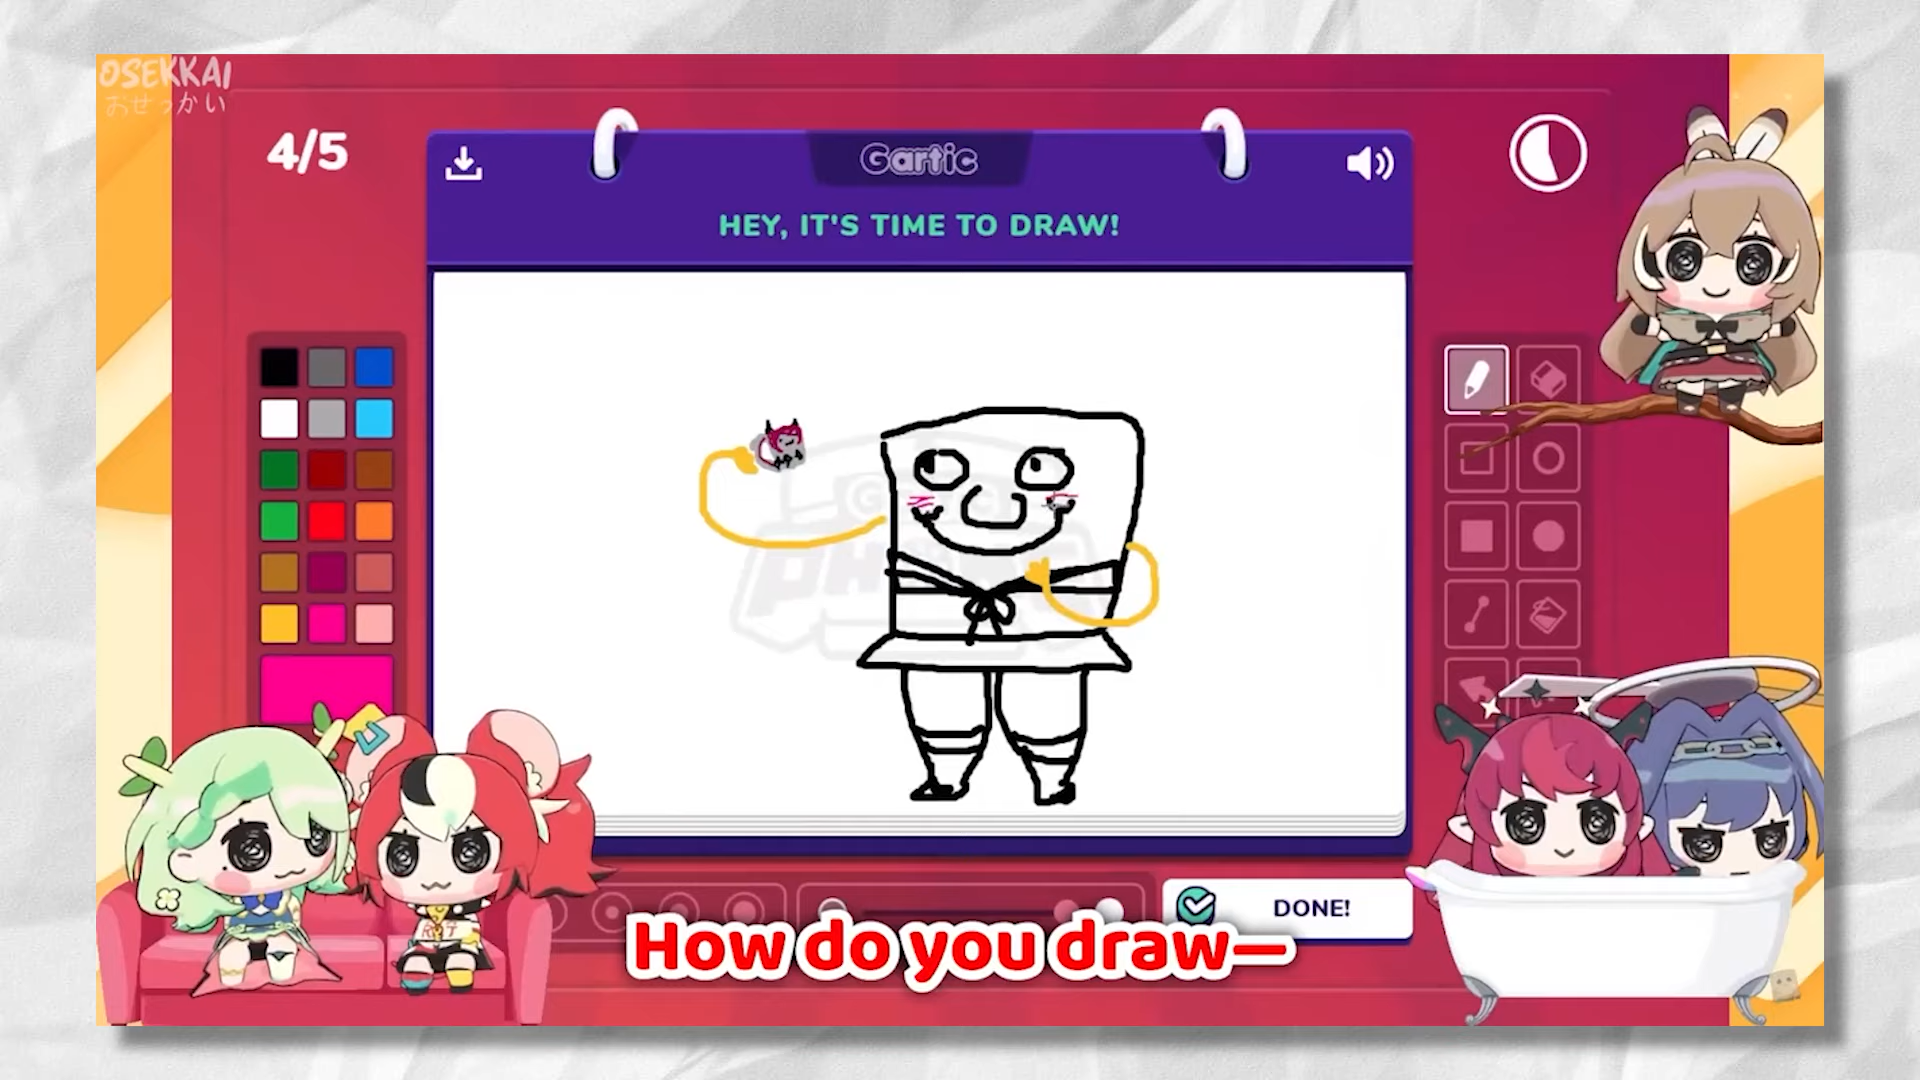 OSEKKAI
おせっかい
4/5
Gartic
HEY, IT'S TIME TO DRAW!
DONE!
How do you draw—